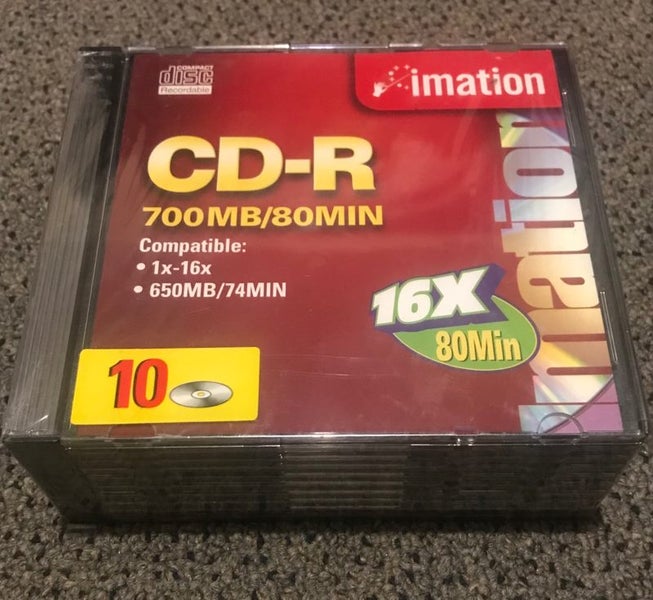 COMPACT
disc
Recordable
imation
CD-R
700MB/80MIN
Compatible:
• 1x-16x
• 650MB/74MIN
16X
80Min
10
imation